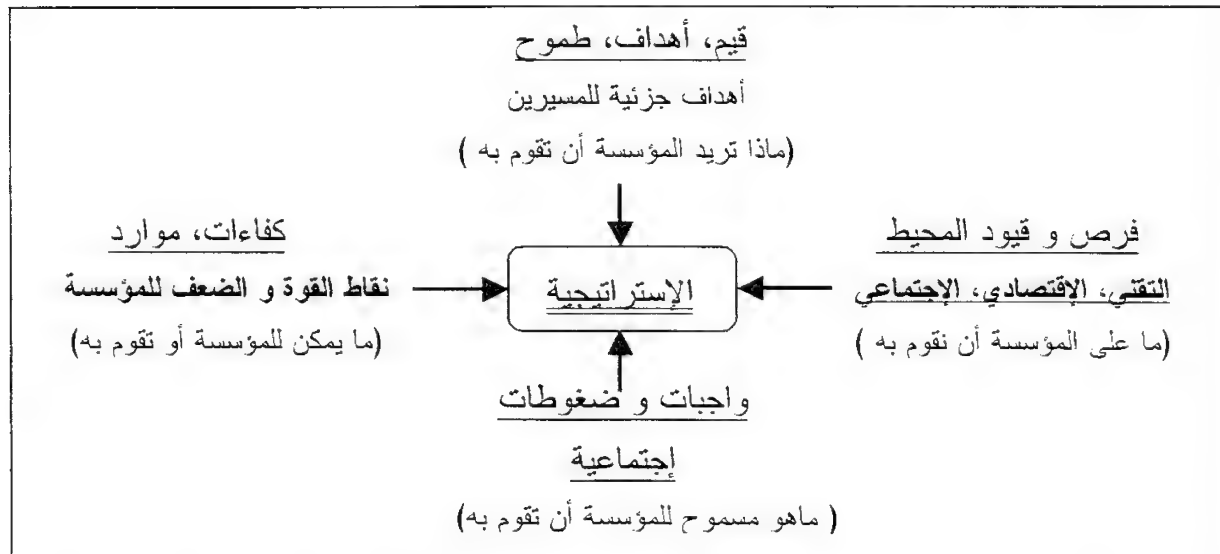 قيم، أهداف، طموح
أهداف جزئية للمسيرين
(ماذا تريد المؤسسة أن تقوم به )
فرص و قيود المحيط
التقني، الإقتصادي، الإجتماعي
(ما على المؤسسة أن نقوم به )
الإستراتيجية
كفاءات، موارد
نقاط القوة و الضعف للمؤسسة
(ما يمكن للمؤسسة أو تقوم به)
واجبات و ضغوطات
إجتماعية
( ماهو مسموح للمؤسسة أن تقوم به)